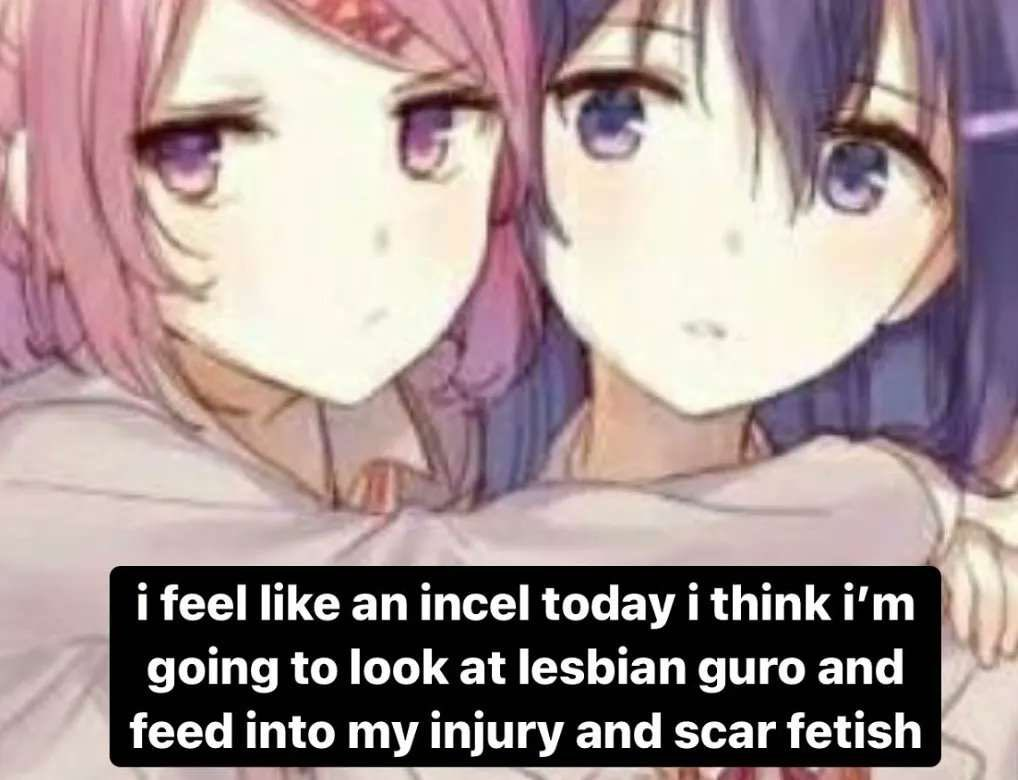 i feel like an incel today i think i’m
going to look at lesbian guro and
feed into my injury and scar fetish